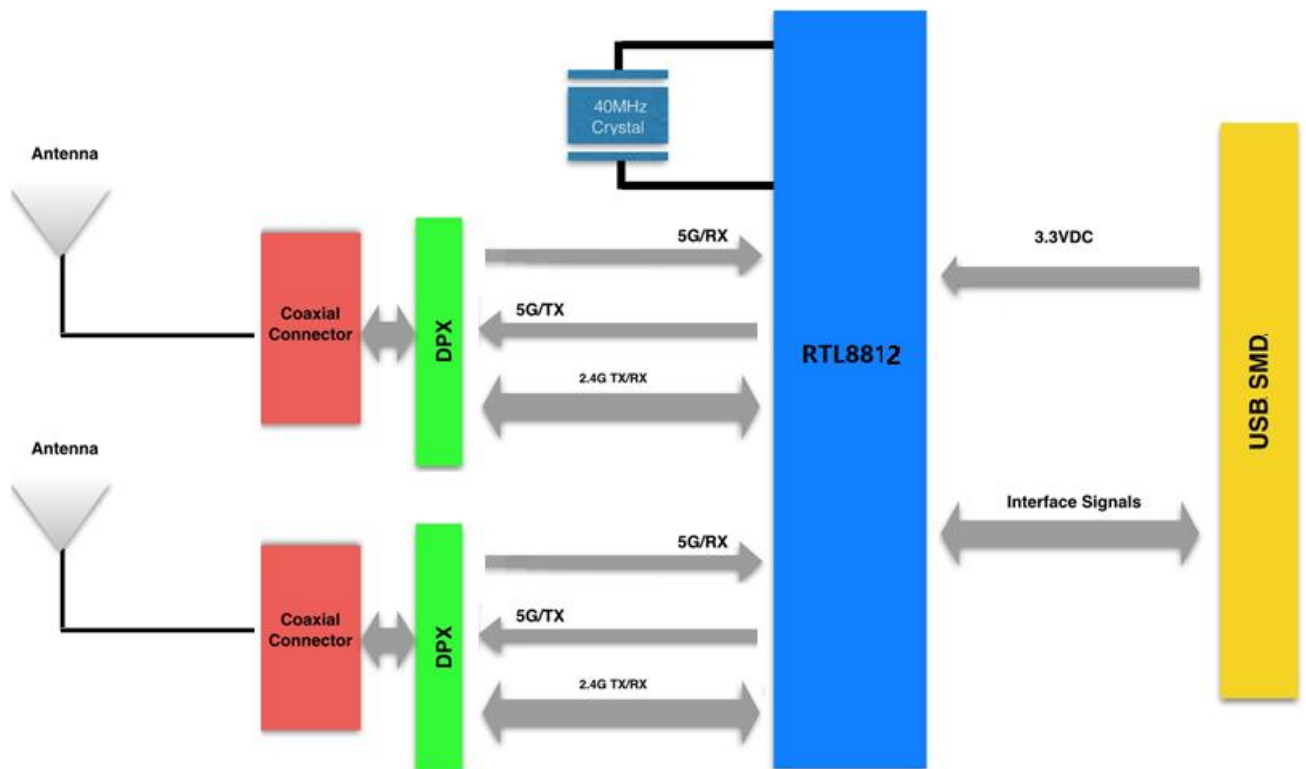 40MHz
Crystal
Antenna
5G/RX
3.3VDC
Coaxial
Connector
DPX
5G/TX
RTL8812
2.4G TX/RX
USB SMD
Antenna
Interface Signals
5G/RX
Coaxial
Connector
DPX
5G/TX
2.4G TX/RX